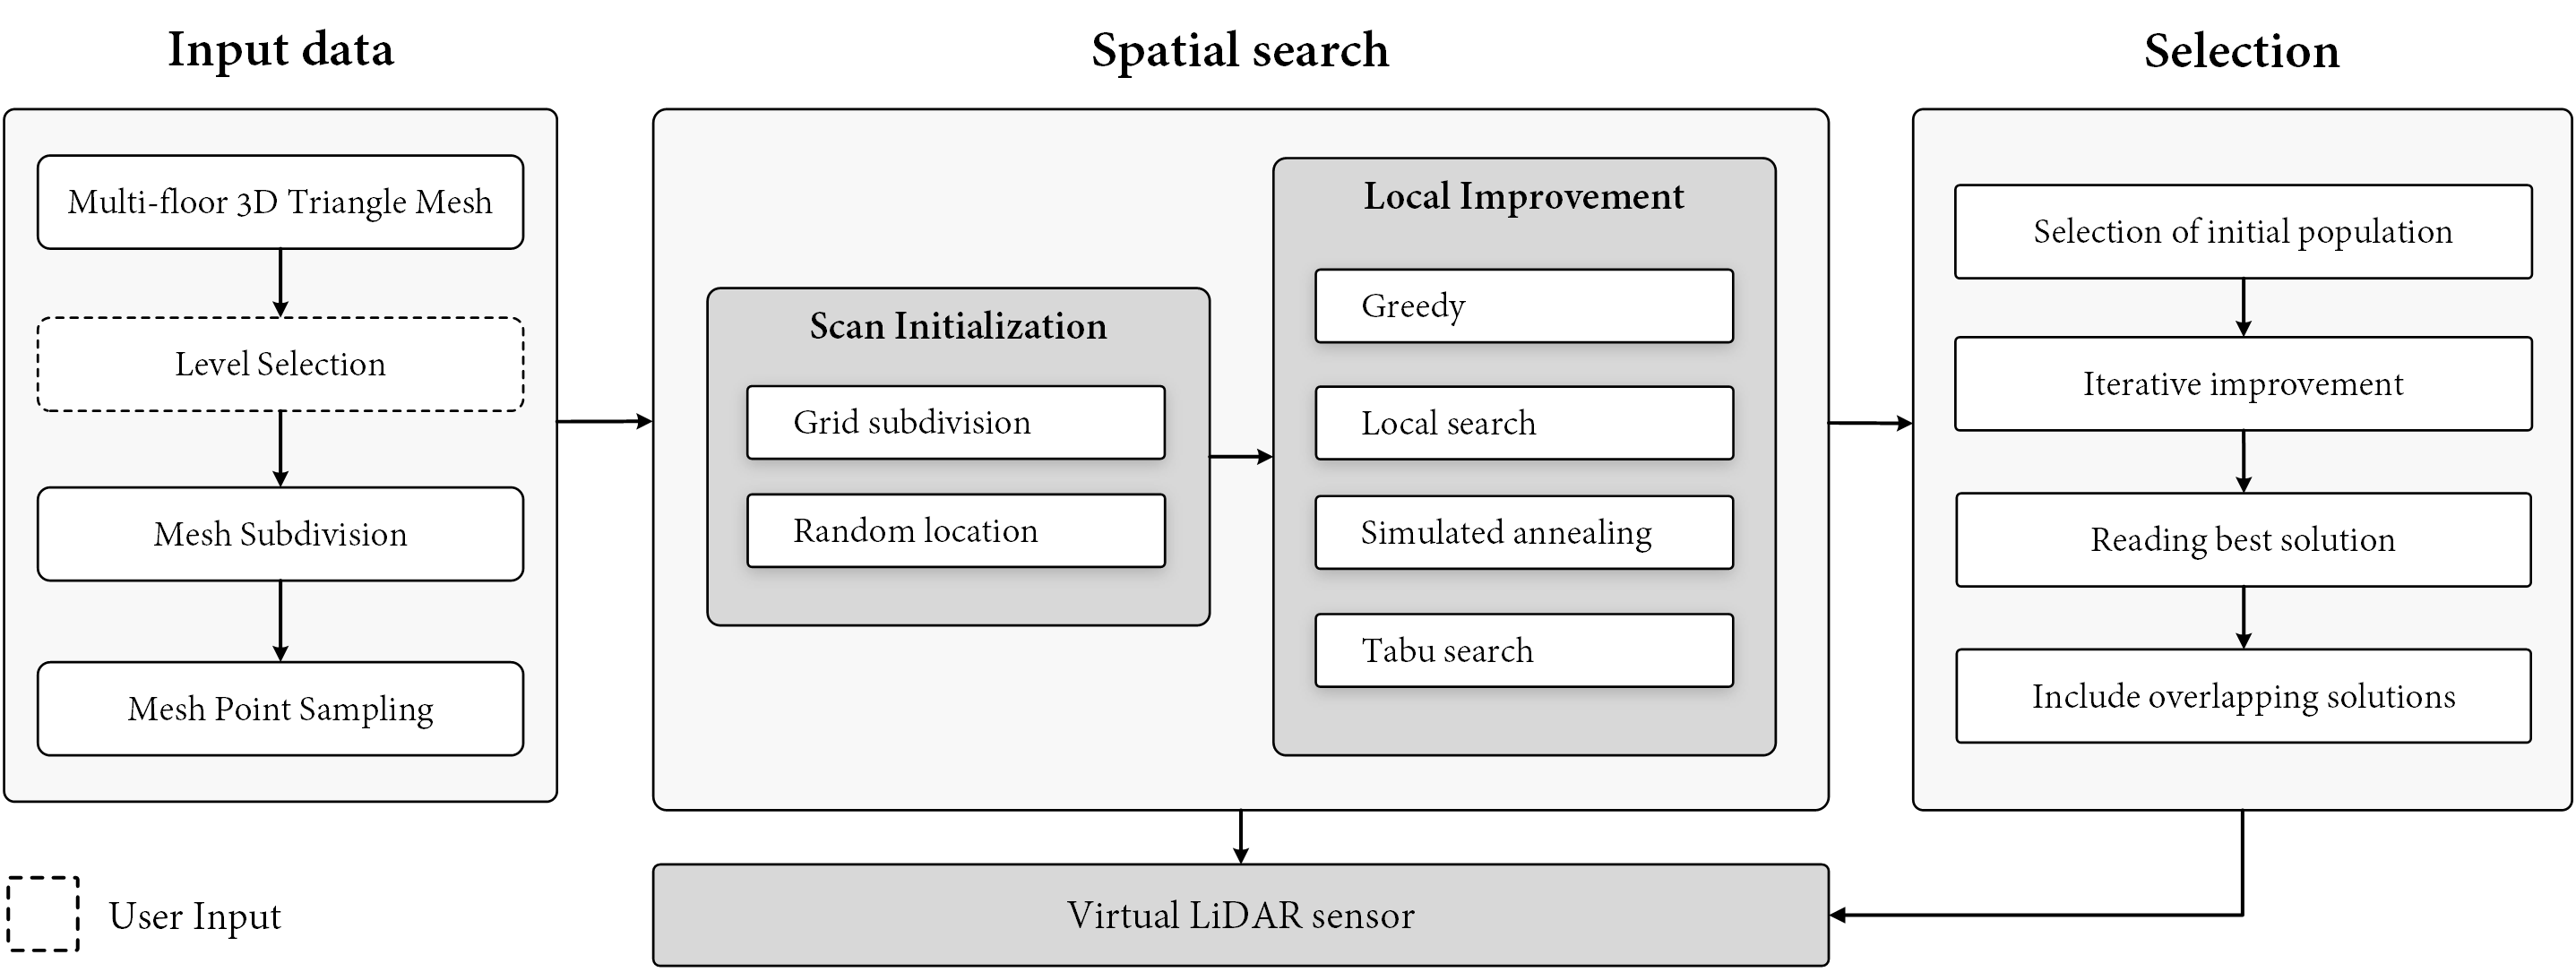 Input data
Multi-floor 3D Triangle Mesh
Level Selection
Mesh Subdivision
Mesh Point Sampling
User Input
Spatial search
Scan Initialization
Grid subdivision
Random location
Local Improvement
Greedy
Local search
Simulated annealing
Tabu search
Virtual LiDAR sensor
Selection
Selection of initial population
Iterative improvement
Reading best solution
Include overlapping solutions